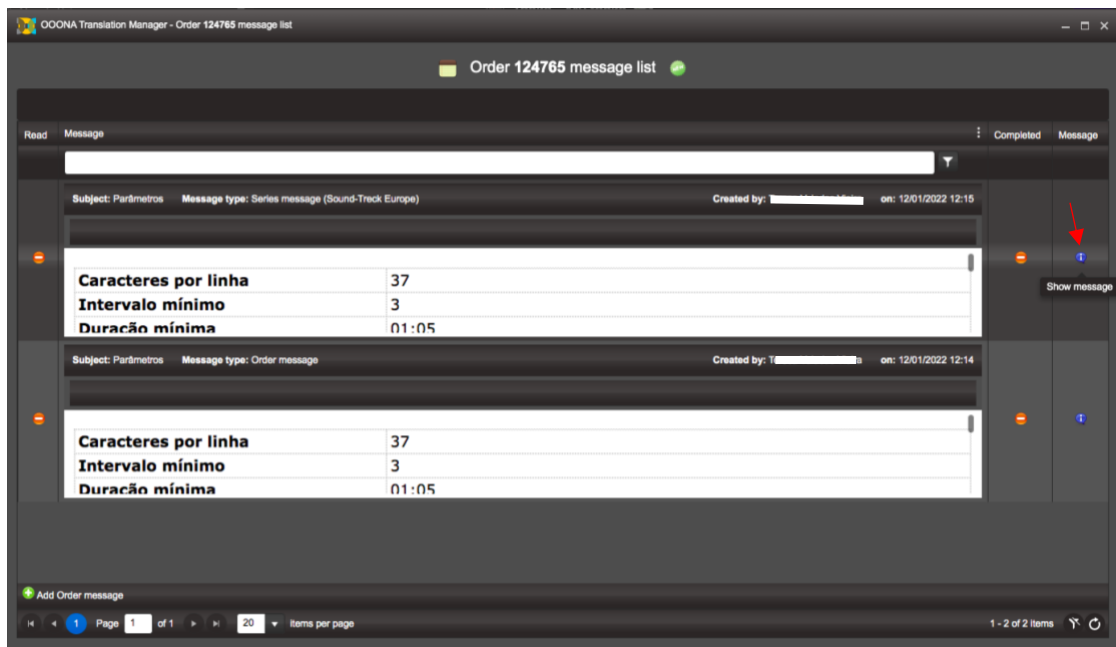 OOONA Translation Manager - Order 124765 message list
Order 124765 message list
Read Message Completed Message
Subject: Parâmetros Message type: Series message (Sound-Treck Europe) Created by: on: 12/01/2022 12:15
Caracteres por linha 37
Intervalo mínimo 3
Duração mínima 01:05
Show message
Subject: Parâmetros Message type: Order message Created by: on: 12/01/2022 12:14
Caracteres por linha 37
Intervalo mínimo 3
Duração mínima 01:05
Add Order message
1 Page 1 of 1 20 items per page 1 - 2 of 2 items